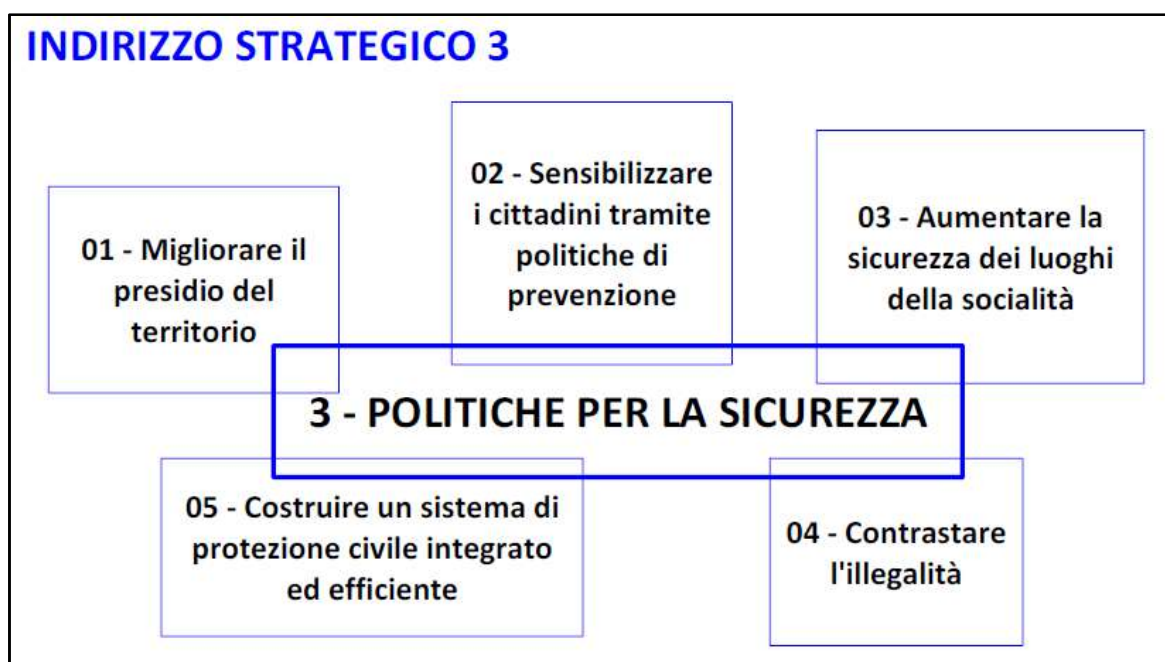 INDIRIZZO STRATEGICO 3
01 - Migliorare il
presidio del
territorio
02 - Sensibilizzare
i cittadini tramite
politiche di
prevenzione
03 - Aumentare la
sicurezza dei luoghi
della socialità
3 - POLITICHE PER LA SICUREZZA
05 - Costruire un sistema di
protezione civile integrato
ed efficiente
04 - Contrastare
l'illegalità